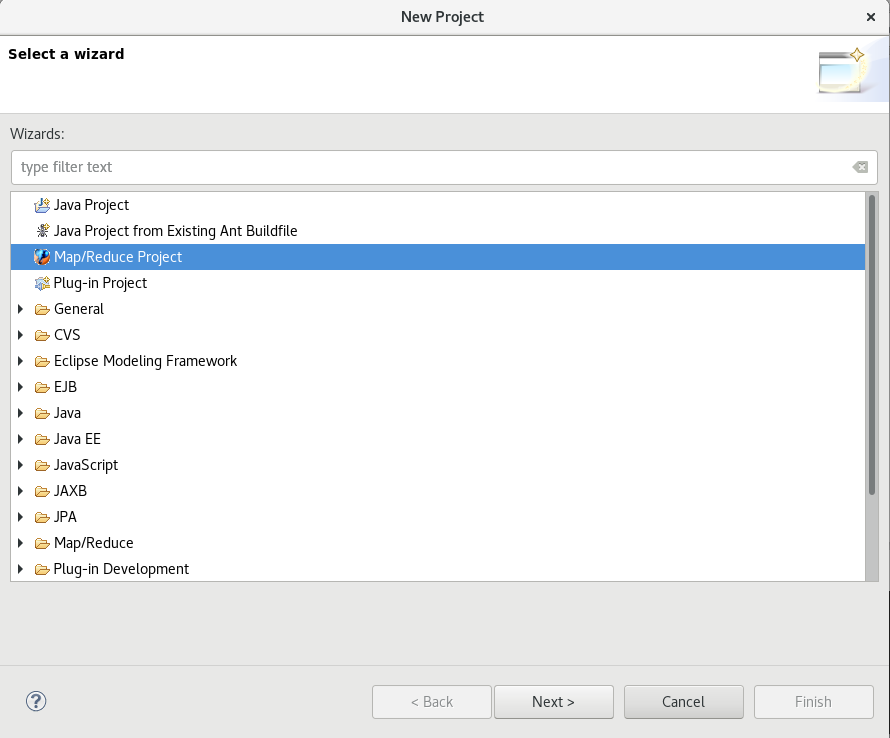 New Project
Select a wizard
Wizards:
type filter text
Java Project
Java Project from Existing Ant Buildfile
Map/Reduce Project
Plug-in Project
General
CVS
Eclipse Modeling Framework
EJB
Java
Java EE
JavaScript
JAXB
JPA
Map/Reduce
Plug-in Development
? < Back Next > Cancel Finish